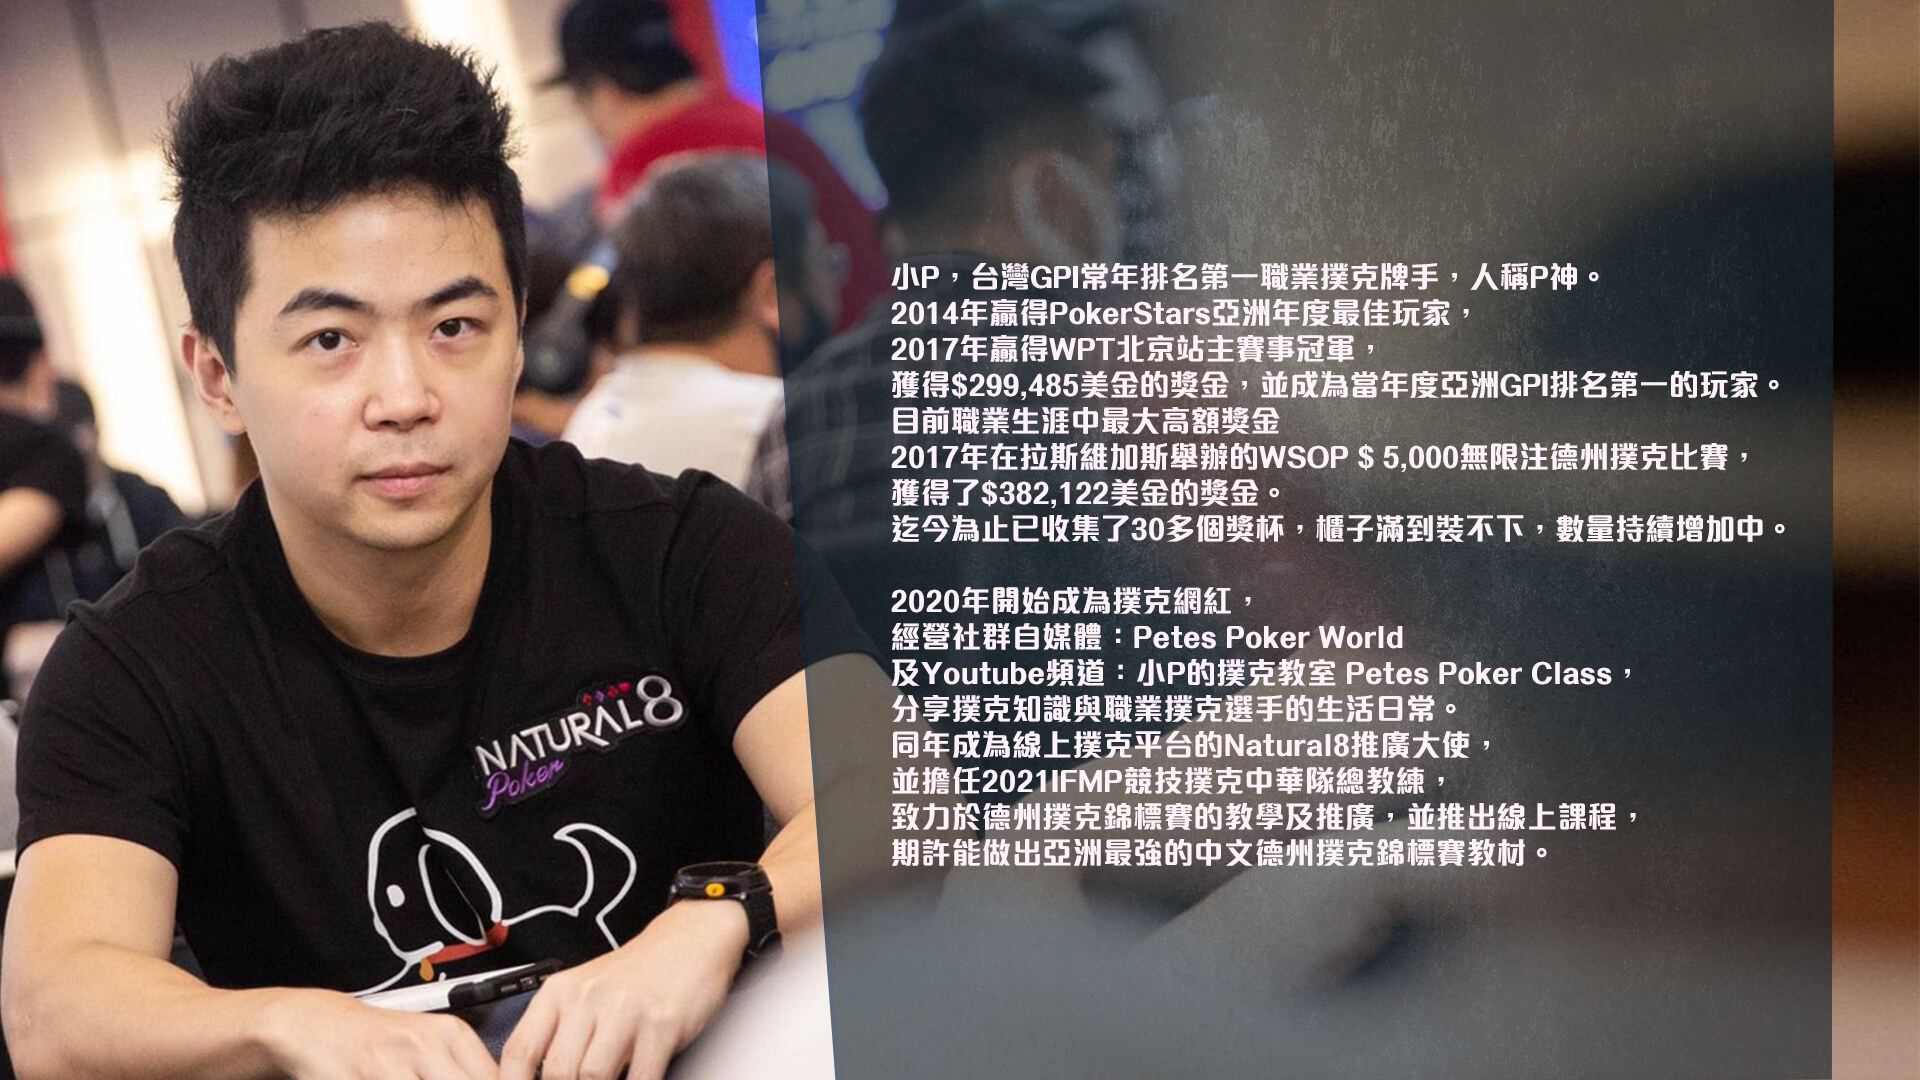 小P，台灣GPI常年排名第一職業撲克牌手，人稱P神。
2014年贏得PokerStars亞洲年度最佳玩家，
2017年贏得WPT北京站主賽事冠軍，
獲得$299,485美金的獎金，並成為當年度亞洲GPI排名第一的玩家。
目前職業生涯中最大高額獎金
2017年在拉斯維加斯舉辦的WSOP $ 5,000無限注德州撲克比賽，
獲得了$382,122美金的獎金。
迄今為止已收集了30多個獎杯，櫃子滿到裝不下，數量持續增加中。
2020年開始成為撲克網紅，
經營社群自媒體：Petes Poker World
及Youtube頻道：小P的撲克教室 Petes Poker Class，
分享撲克知識與職業撲克選手的生活日常。
同年成為線上撲克平台的Natural8推廣大使，
並擔任2021IFMP競技撲克中華隊總教練，
致力於德州撲克錦標賽的教學及推廣，並推出線上課程，
期許能做出亞洲最強的中文德州撲克錦標賽教材。
NATURAL8
Poker